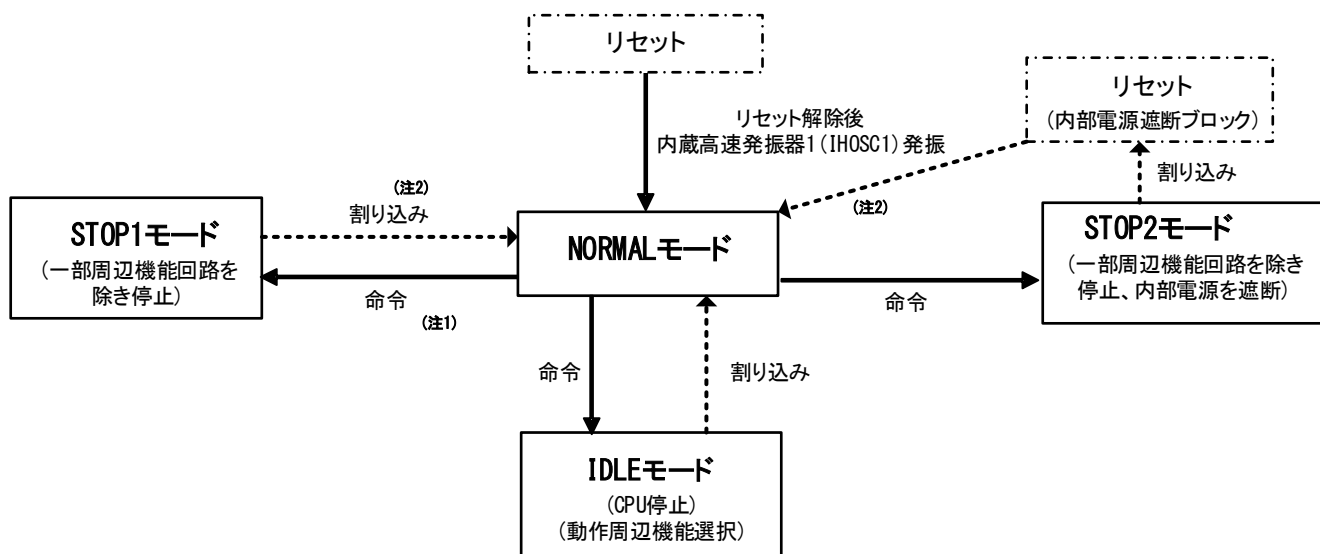 リセット
リセット
(内部電源遮断ブロック)
リセット解除後
内蔵高速発振器1(IHOSC1)発振
割り込み
(注2)
割り込み
(注2)
STOP1モード
(一部周辺機能回路を
除き停止)
NORMALモード
STOP2モード
(一部周辺機能回路を除き
停止、内部電源を遮断)
命令
(注1)
命令
命令
割り込み
IDLEモード
(CPU停止)
(動作周辺機能選択)